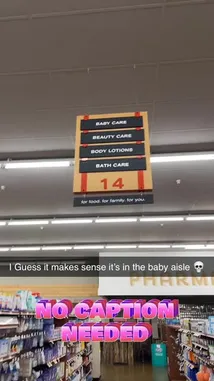 BABY CARE
BEAUTY CARE
BODY LOTIONS
BATH CARE
14
for food. for family. for you.
I Guess it makes sense it's in the baby aisle 💀
PHARM
NO CAPTION
NEEDED